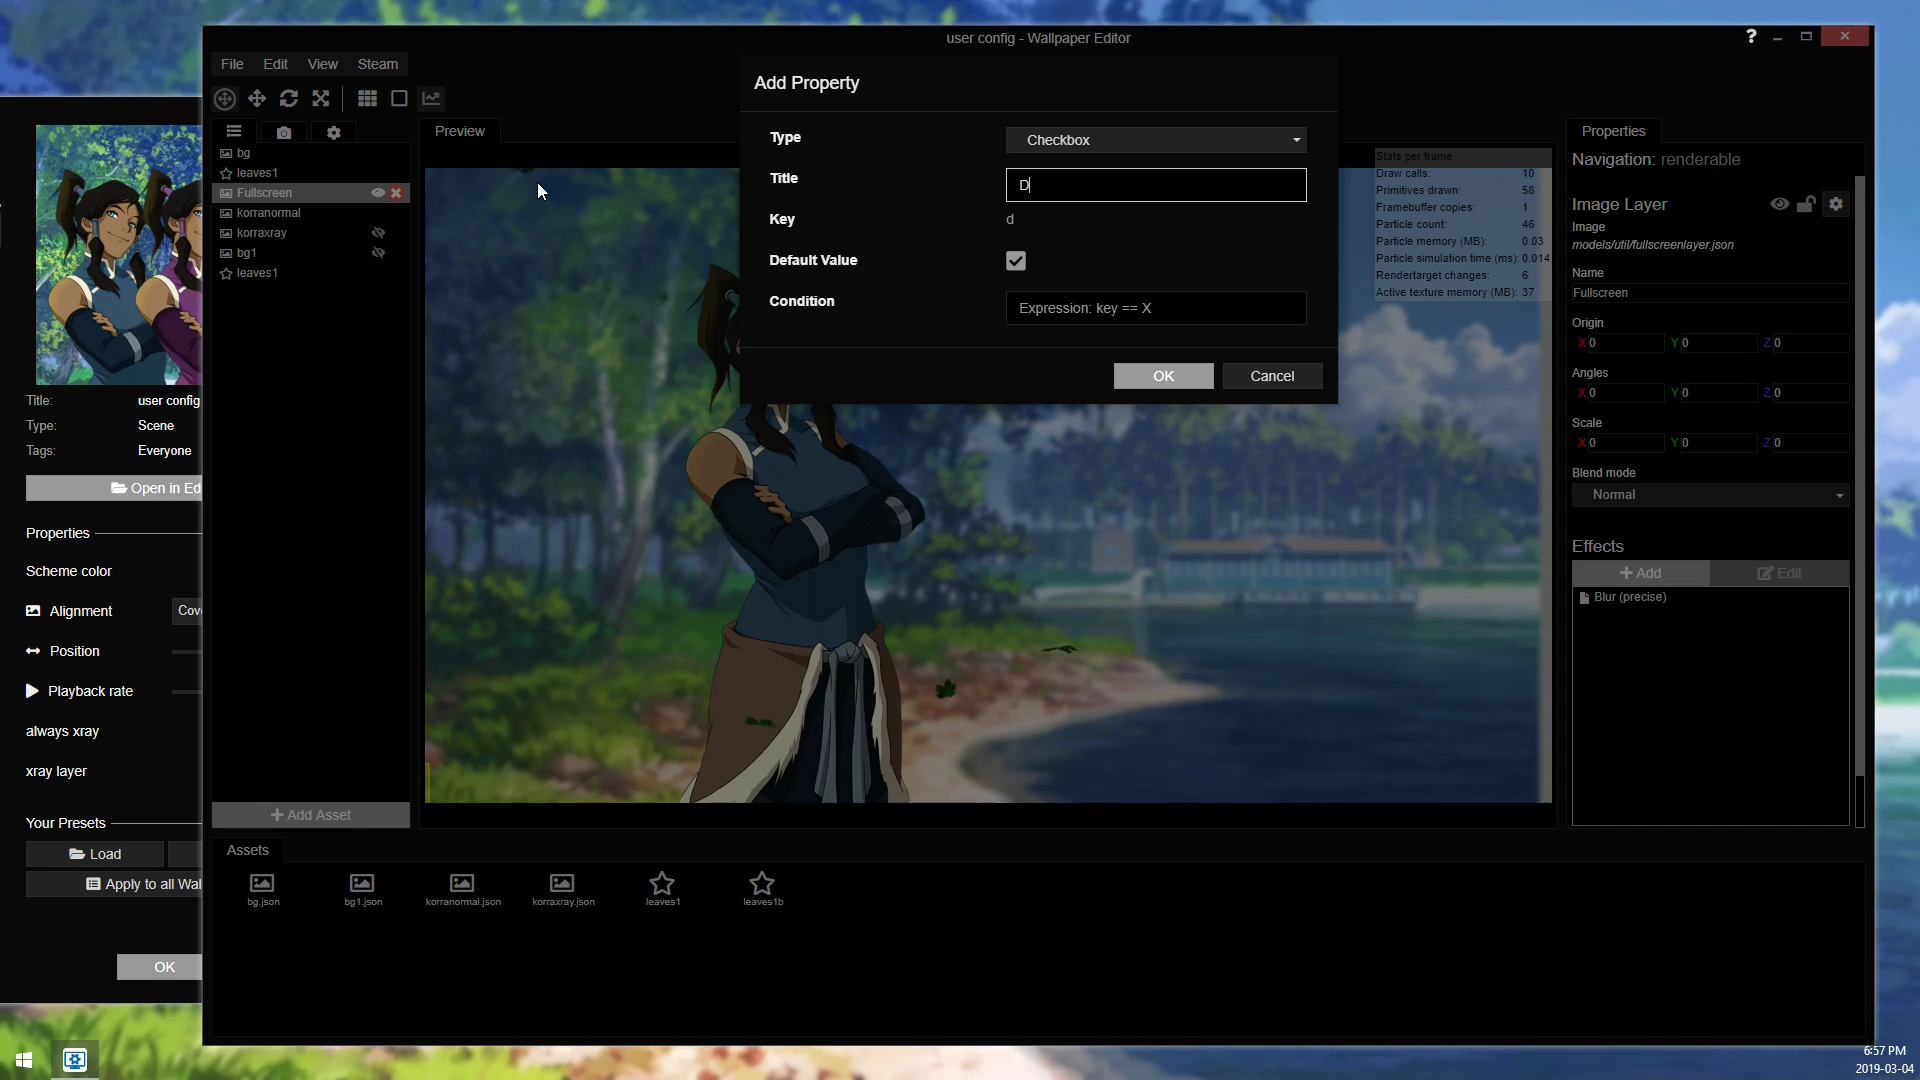 user config - Wallpaper Editor
?
File Edit View Steam
Preview
bg
leaves1
Fullscreen
korranormal
korraxray
bg1
leaves1
Add Asset
Add Property
Type Checkbox
Title D
Key d
Default Value
Condition Expression: key == X
OK Cancel
Stats per frame
Draw calls: 10
Primitives drawn: 58
Framebuffer copies: 1
Particle count: 46
Particle memory (MB): 0.03
Particle simulation time (ms): 0.014
Rendertarget changes: 6
Active texture memory (MB): 37
Properties
Navigation: renderable
Image Layer
Image
models/util/fullscreenlayer.json
Name
Fullscreen
Origin
X 0 Y 0 Z 0
Angles
X 0 Y 0 Z 0
Scale
X 0 Y 0 Z 0
Blend mode
Normal
Effects
Add Edit
Blur (precise)
Title: user config
Type: Scene
Tags: Everyone
Open in Ed
Properties
Scheme color
Alignment Cov
Position
Playback rate
always xray
xray layer
Your Presets
Load
Apply to all Wal
OK
Assets
bg.json bg1.json korranormal.json korraxray.json leaves1 leaves1b
6:57 PM
2019-03-04